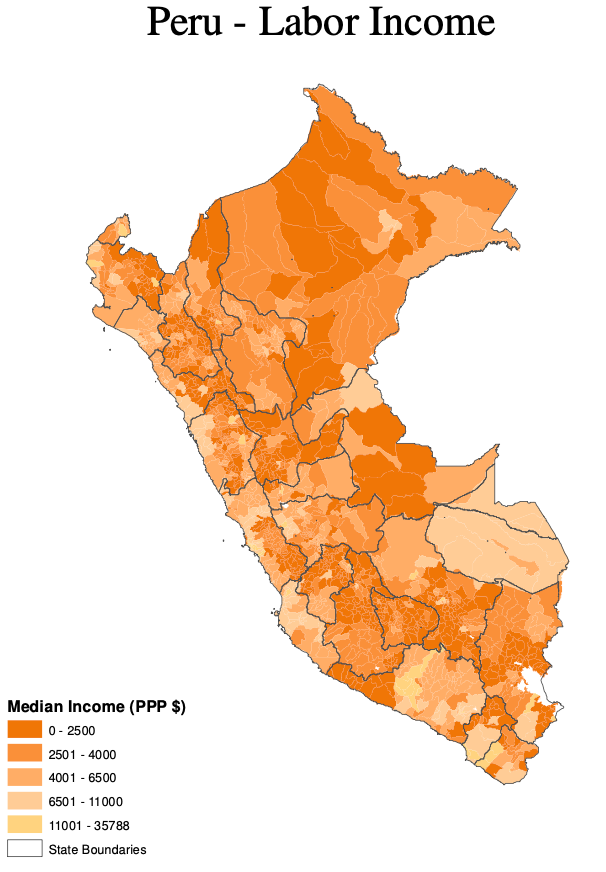 Peru - Labor Income
Median Income (PPP $)
0 - 2500
2501 - 4000
4001 - 6500
6501 - 11000
11001 - 35788
State Boundaries